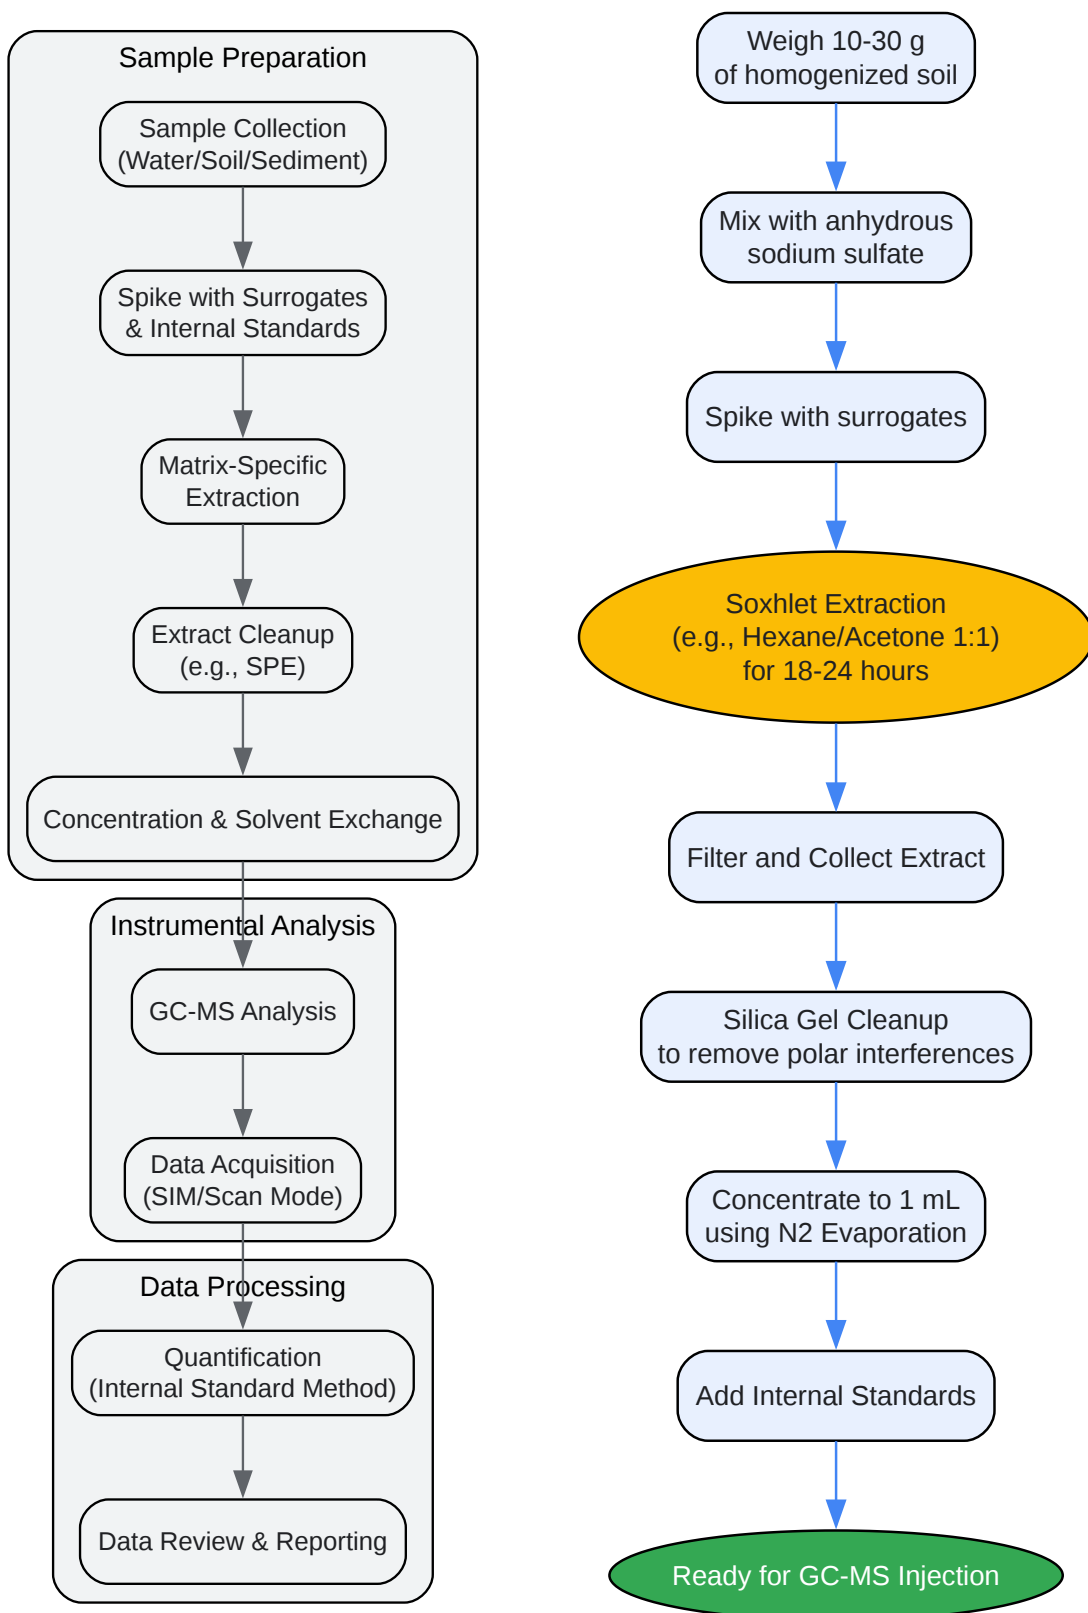 Sample Preparation
Sample Collection
(Water/Soil/Sediment)
Spike with Surrogates
& Internal Standards
Matrix-Specific
Extraction
Extract Cleanup
(e.g., SPE)
Concentration & Solvent Exchange
Instrumental Analysis
GC-MS Analysis
Data Acquisition
(SIM/Scan Mode)
Data Processing
Quantification
(Internal Standard Method)
Data Review & Reporting
Weigh 10-30 g
of homogenized soil
Mix with anhydrous
sodium sulfate
Spike with surrogates
Soxhlet Extraction
(e.g., Hexane/Acetone 1:1)
for 18-24 hours
Filter and Collect Extract
Silica Gel Cleanup
to remove polar interferences
Concentrate to 1 mL
using N2 Evaporation
Add Internal Standards
Ready for GC-MS Injection